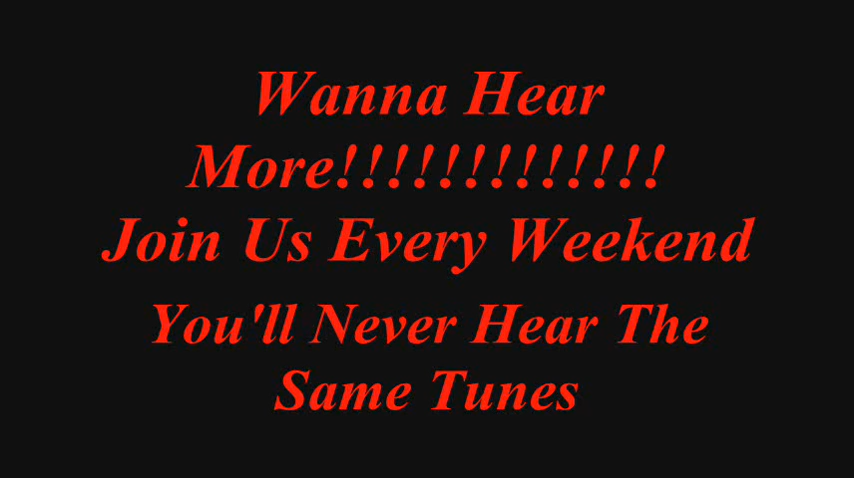 Wanna Hear
More!!!!!!!!!!!!!
Join Us Every Weekend
You'll Never Hear The
Same Tunes